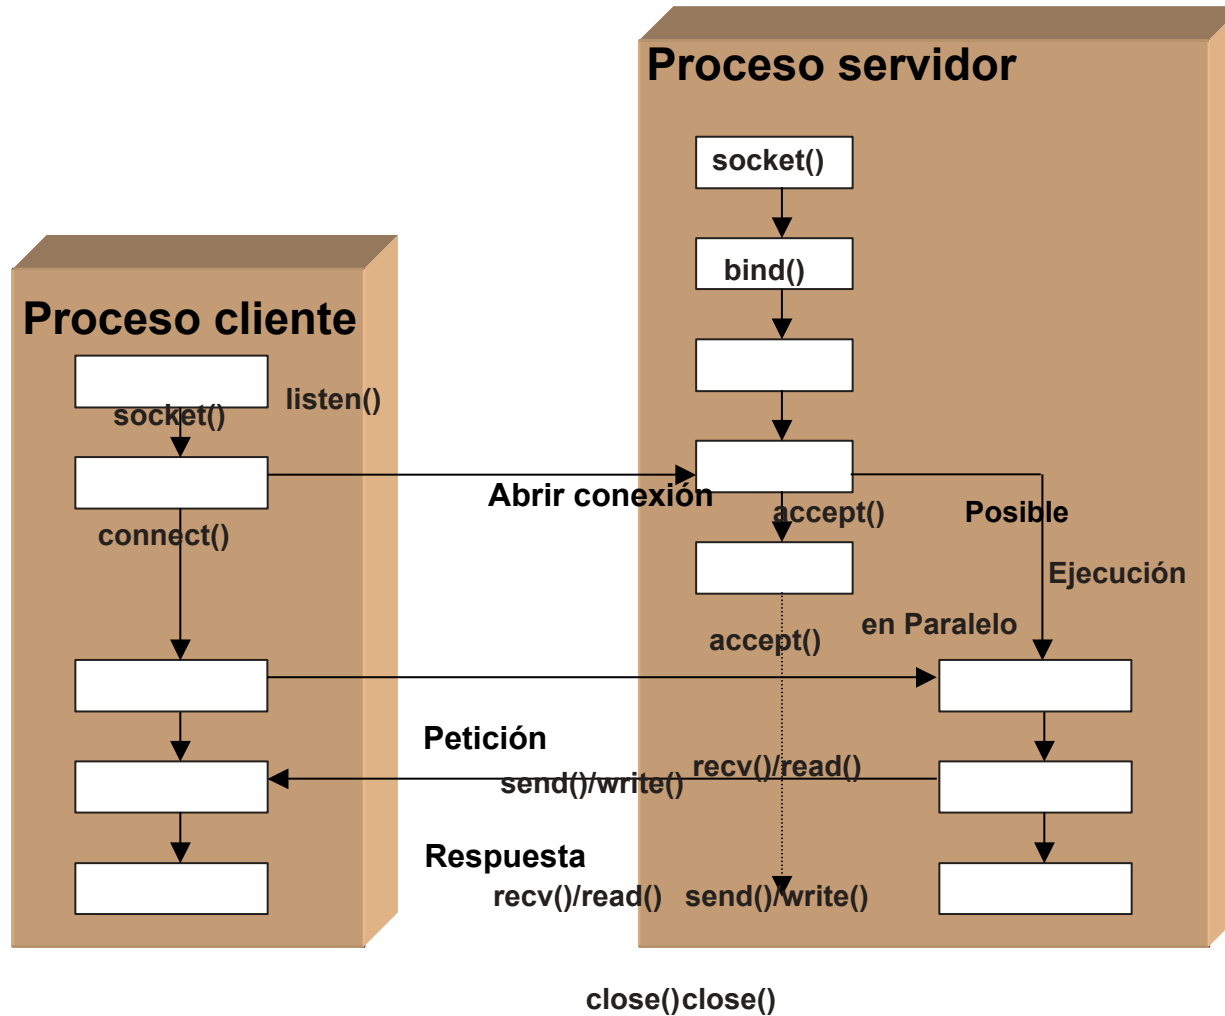 Proceso servidor
socket()
bind()
Proceso cliente
listen()
socket()
Abrir conexión
accept()
Posible
connect()
Ejecución
en Paralelo
accept()
Petición
recv()/read()
send()/write()
Respuesta
recv()/read()
send()/write()
close()close()